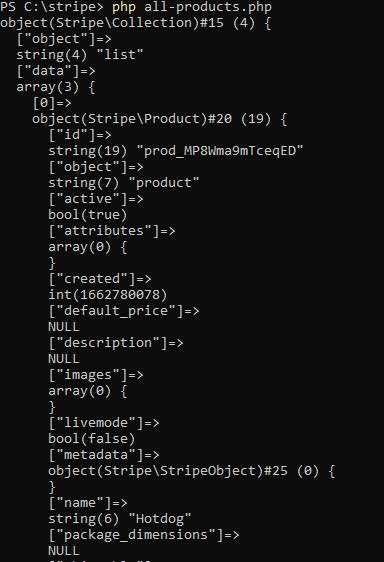 PS C:\stripe> php all-products.php
object(Stripe\Collection)#15 (4) {
["object"]=>
string(4) "list"
["data"]=>
array(3) {
[0]=>
object(Stripe\Product)#20 (19) {
["id"]=>
string(19) "prod_MP8Wma9mTceqED"
["object"]=>
string(7) "product"
["active"]=>
bool(true)
["attributes"]=>
array(0) {
}
["created"]=>
int(1662780078)
["default_price"]=>
NULL
["description"]=>
NULL
["images"]=>
array(0) {
}
["livemode"]=>
bool(false)
["metadata"]=>
object(Stripe\StripeObject)#25 (0) {
}
["name"]=>
string(6) "Hotdog"
["package_dimensions"]=>
NULL